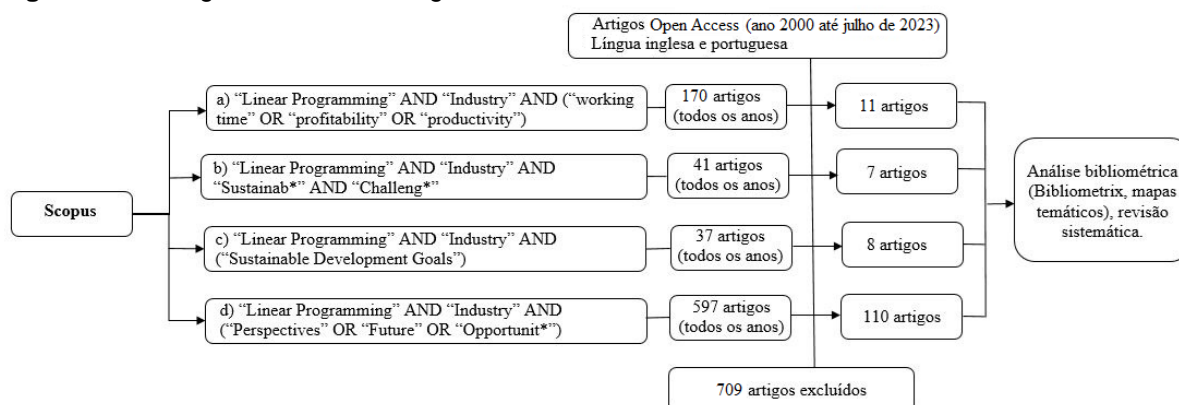 Artigos Open Access (ano 2000 até julho de 2023)
Língua inglesa e portuguesa
a) “Linear Programming” AND “Industry” AND (“working
time” OR “profitability” OR “productivity”)
170 artigos
(todos os anos)
11 artigos
b) “Linear Programming” AND “Industry” AND
“Sustainab*” AND “Challeng*”
41 artigos
(todos os anos)
7 artigos
Scopus
c) “Linear Programming” AND “Industry” AND
(“Sustainable Development Goals”)
37 artigos
(todos os anos)
8 artigos
d) “Linear Programming” AND “Industry” AND
(“Perspectives” OR “Future” OR “Opportunit*”)
597 artigos
(todos os anos)
110 artigos
Análise bibliométrica
(Bibliometrix, mapas
temáticos), revisão
sistemática.
709 artigos excluídos